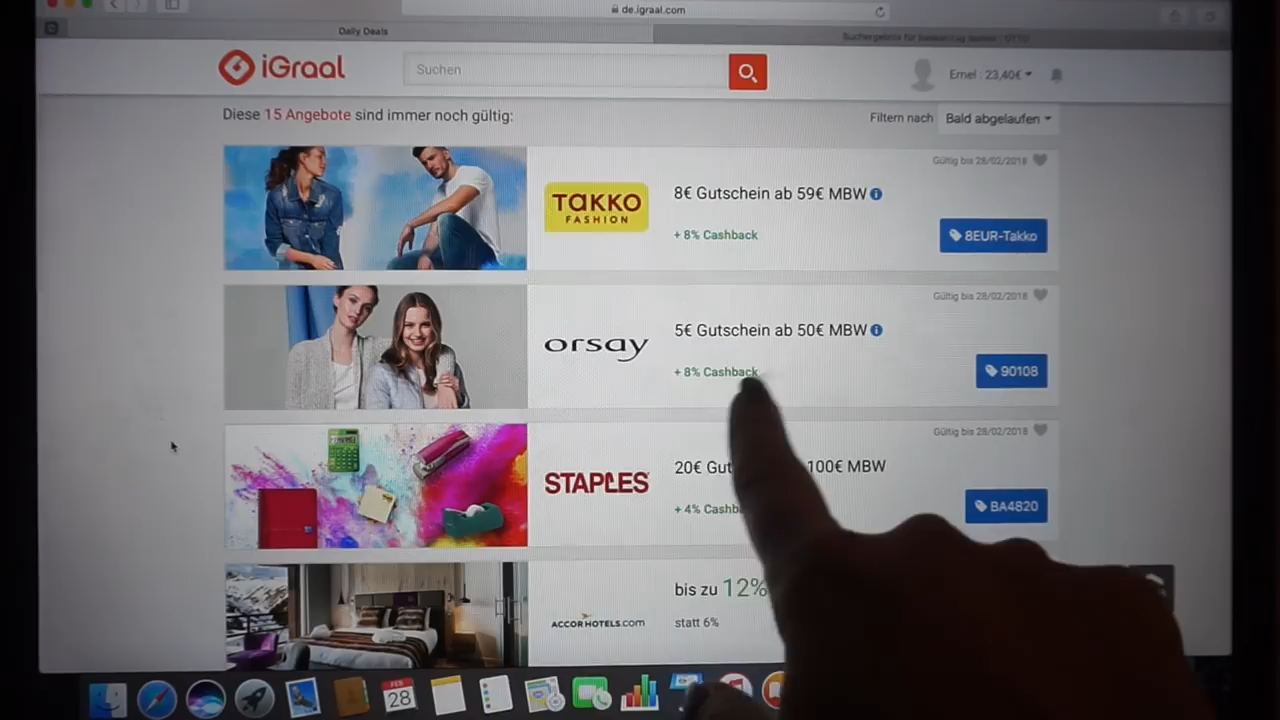 de.igraal.com
Daily Deals
iGraal
Suchen
Emel : 23,40€
Diese 15 Angebote sind immer noch gültig:
Filtern nach
Bald abgelaufen
Gültig bis 28/02/2018
TAKKO
FASHION
8€ Gutschein ab 59€ MBW
+ 8% Cashback
8EUR-Takko
Gültig bis 28/02/2018
orsay
5€ Gutschein ab 50€ MBW
+ 8% Cashback
90108
Gültig bis 28/02/2018
STAPLES
20€ Gut 100€ MBW
+ 4% Cashba
BA4820
ACCORHOTELS.com
bis zu 12%
statt 6%
FEB
28